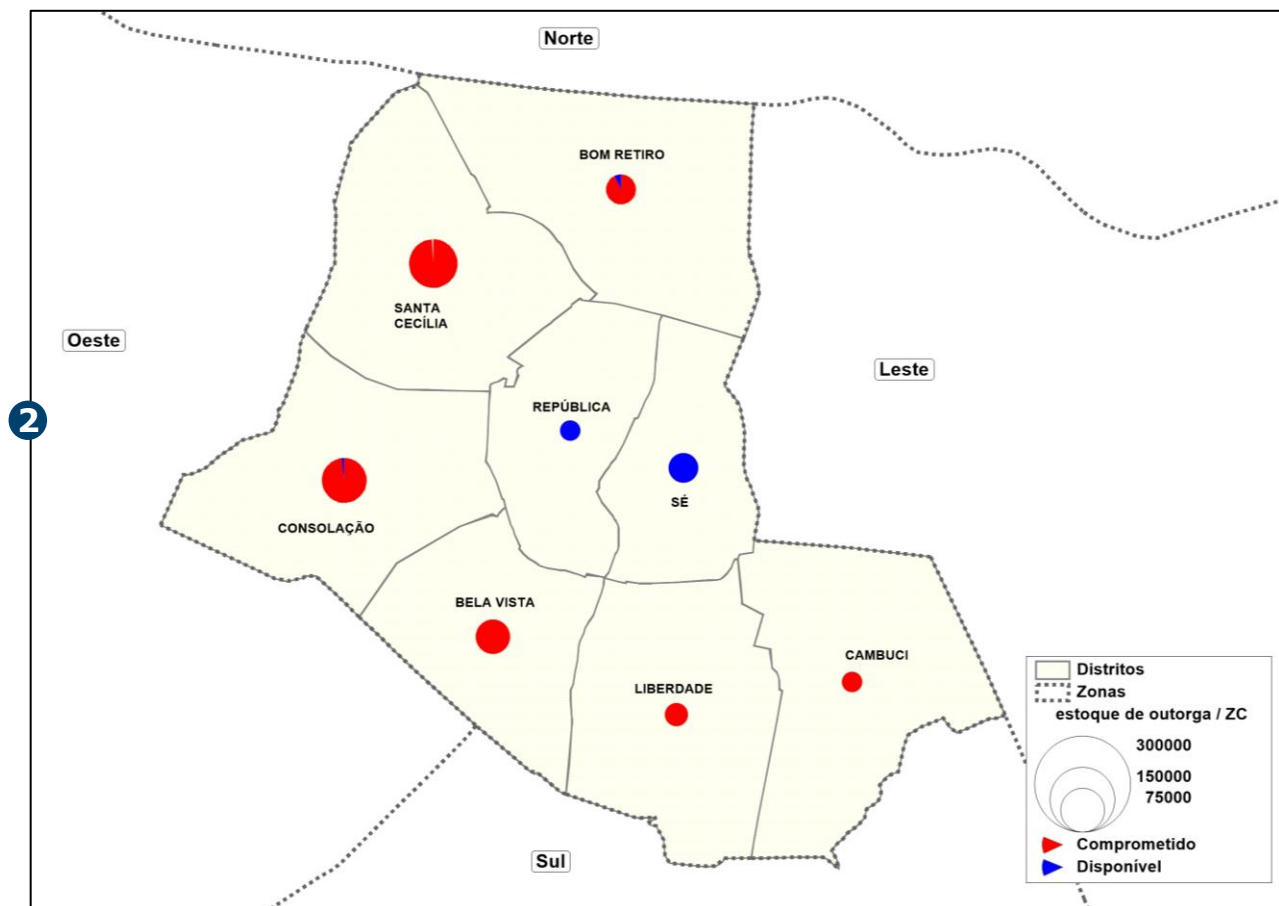 Norte
BOM RETIRO
SANTA
CECÍLIA
Oeste
Leste
REPÚBLICA
2
SÉ
CONSOLAÇÃO
BELA VISTA
CAMBUCI
LIBERDADE
Distritos
Zonas
estoque de outorga / ZC
300000
150000
75000
Comprometido
Disponível
Sul